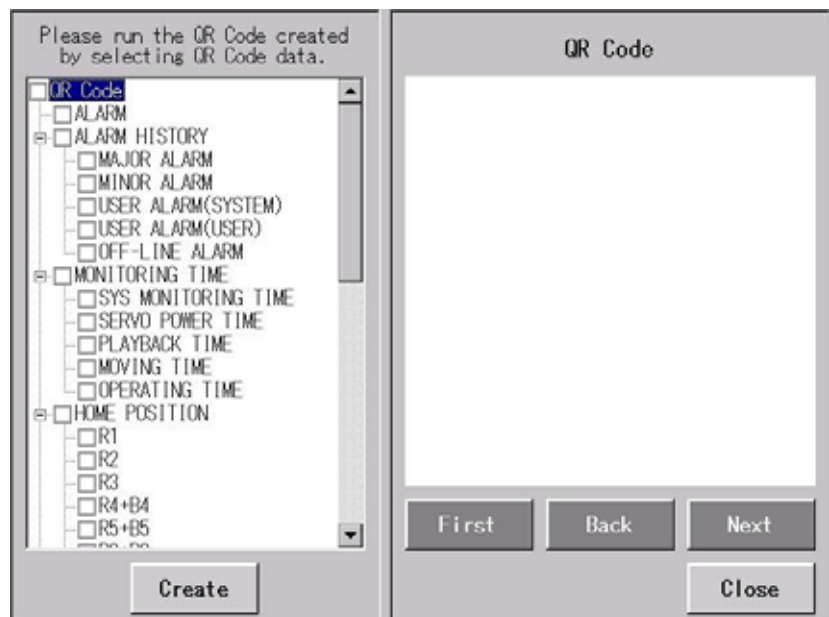 Please run the QR Code created
by selecting QR Code data.
QR Code
ALARM
ALARM HISTORY
MAJOR ALARM
MINOR ALARM
USER ALARM(SYSTEM)
USER ALARM(USER)
OFF-LINE ALARM
MONITORING TIME
SYS MONITORING TIME
SERVO POWER TIME
PLAYBACK TIME
MOVING TIME
OPERATING TIME
HOME POSITION
R1
R2
R3
R4+B4
R5+B5
Create
QR Code
First Back Next
Close